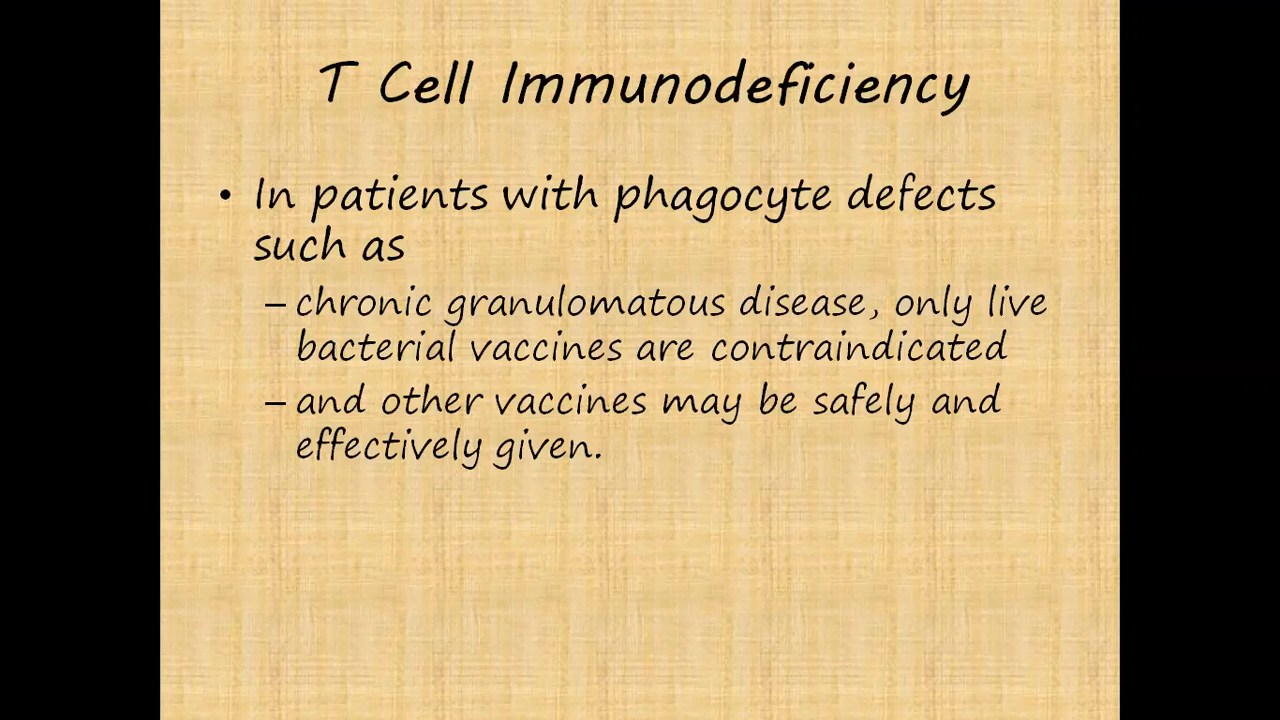 T Cell Immunodeficiency
• In patients with phagocyte defects
such as
– chronic granulomatous disease, only live
bacterial vaccines are contraindicated
– and other vaccines may be safely and
effectively given.